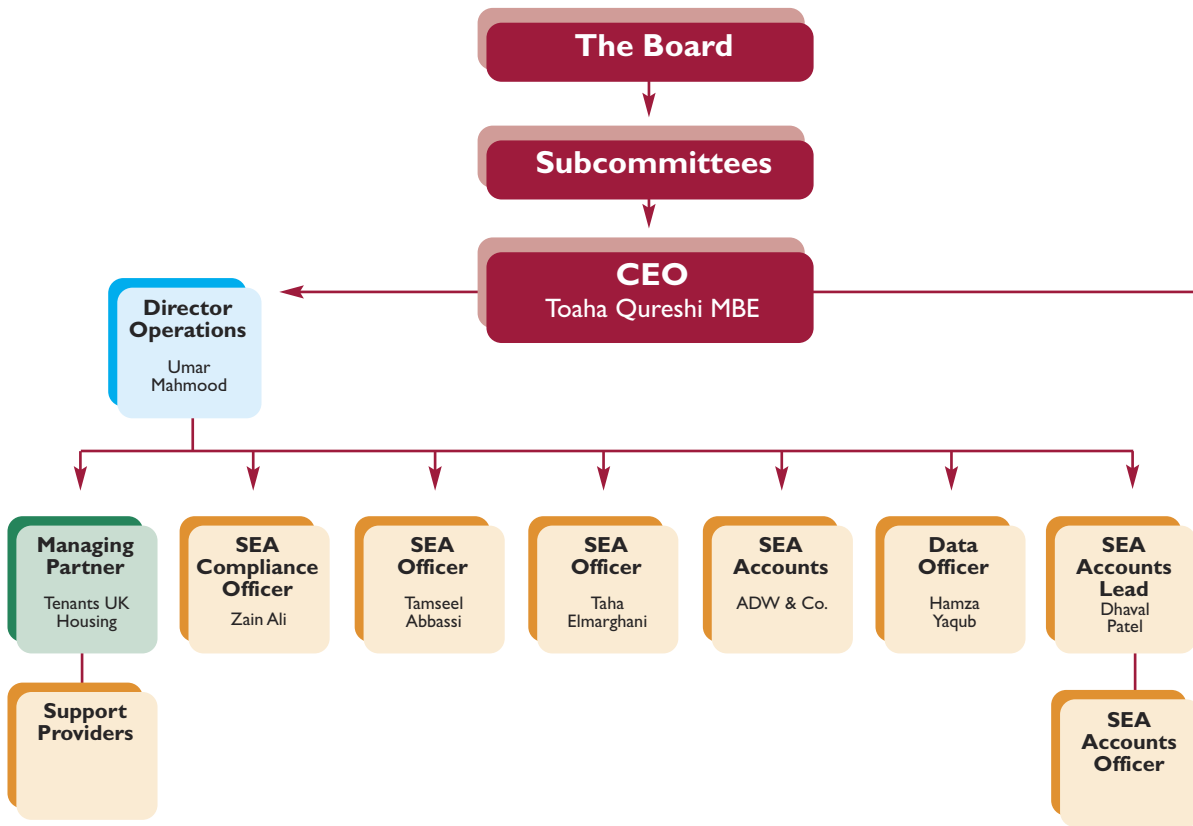 The Board
Subcommittees
CEO
Toaha Qureshi MBE
Director
Operations
Umar
Mahmood
Managing
Partner
Tenants UK
Housing
SEA
Compliance
Officer
Zain Ali
SEA
Officer
Tamseel
Abbassi
SEA
Officer
Taha
Elmarghani
SEA
Accounts
ADW & Co.
Data
Officer
Hamza
Yaqub
SEA
Accounts
Lead
Dhaval
Patel
Support
Providers
SEA
Accounts
Officer